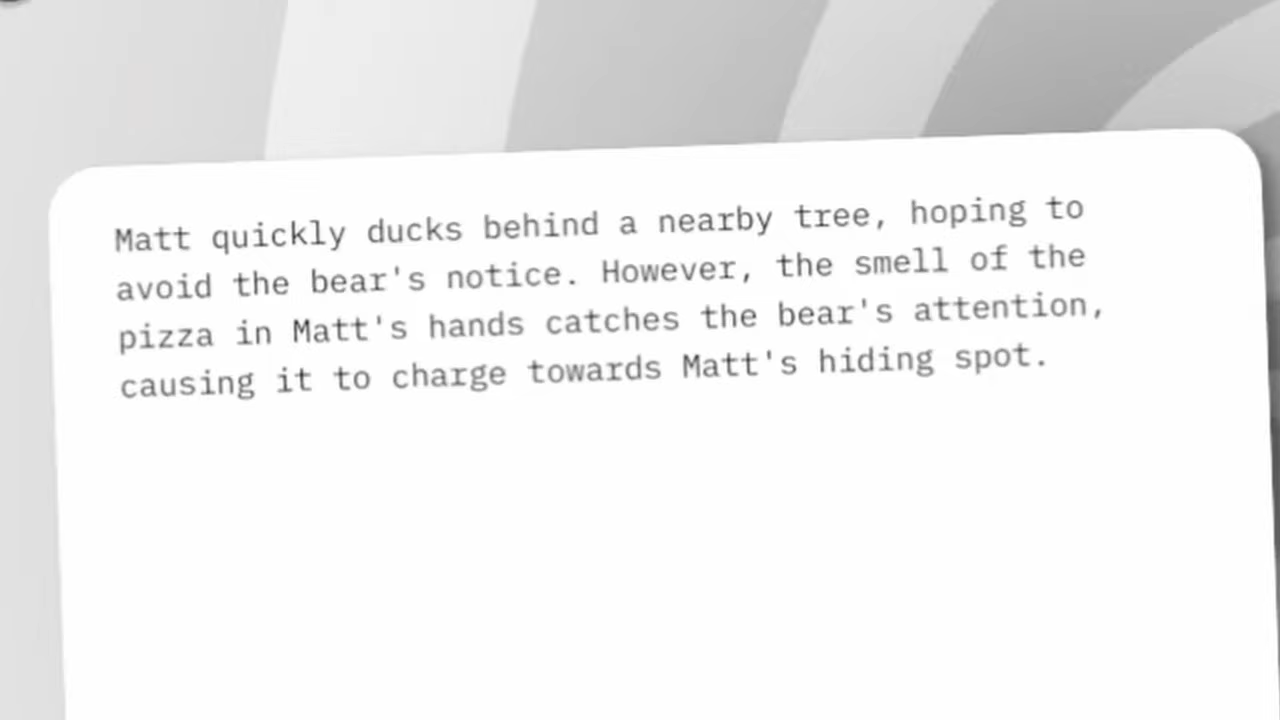 Matt quickly ducks behind a nearby tree, hoping to
avoid the bear's notice. However, the smell of the
pizza in Matt's hands catches the bear's attention,
causing it to charge towards Matt's hiding spot.